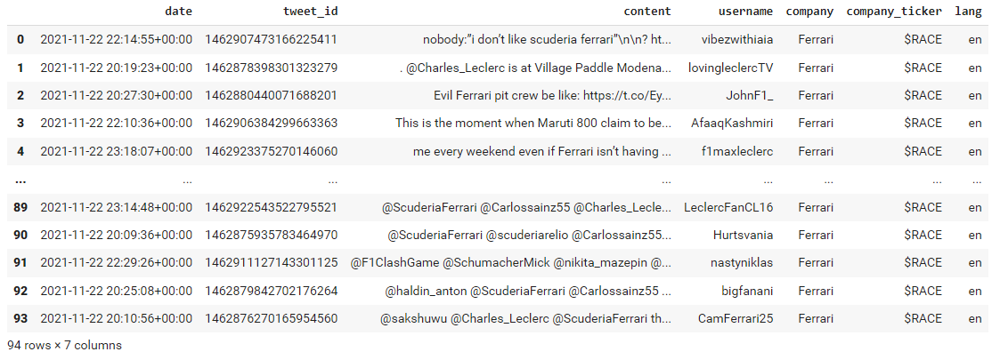 date tweet_id content username company company_ticker lang
0 2021-11-22 22:14:55+00:00 1462907473166225411 nobody:”i don’t like scuderia ferrari”\n\n? ht... vibezwithiaia Ferrari $RACE en
1 2021-11-22 20:19:23+00:00 1462878398301323279 . @Charles_Leclerc is at Village Paddle Modena... lovingleclercTV Ferrari $RACE en
2 2021-11-22 20:27:30+00:00 1462880440071688201 Evil Ferrari pit crew be like: https://t.co/Ey... JohnF1_ Ferrari $RACE en
3 2021-11-22 22:10:36+00:00 1462906384299663363 This is the moment when Maruti 800 claim to be... AfaaqKashmiri Ferrari $RACE en
4 2021-11-22 23:18:07+00:00 1462923375270146060 me every weekend even if Ferrari isn’t having ... f1maxleclerc Ferrari $RACE en
... ... ... ... ... ... ... ...
89 2021-11-22 23:14:48+00:00 1462922543522795521 @ScuderiaFerrari @Carlossainz55 @Charles_Lecle... LeclercFanCL16 Ferrari $RACE en
90 2021-11-22 20:09:36+00:00 1462875935783464970 @ScuderiaFerrari @scuderiarelio @Carlossainz55... Hurtsvania Ferrari $RACE en
91 2021-11-22 22:29:26+00:00 1462911127143301125 @F1ClashGame @SchumacherMick @nikita_mazepin @... nastyniklas Ferrari $RACE en
92 2021-11-22 20:25:08+00:00 1462879842702176264 @haldin_anton @ScuderiaFerrari @Carlossainz55 ... bigfanani Ferrari $RACE en
93 2021-11-22 20:10:56+00:00 1462876270165954560 @sakshuwu @Charles_Leclerc @ScuderiaFerrari th... CamFerrari25 Ferrari $RACE en
94 rows × 7 columns